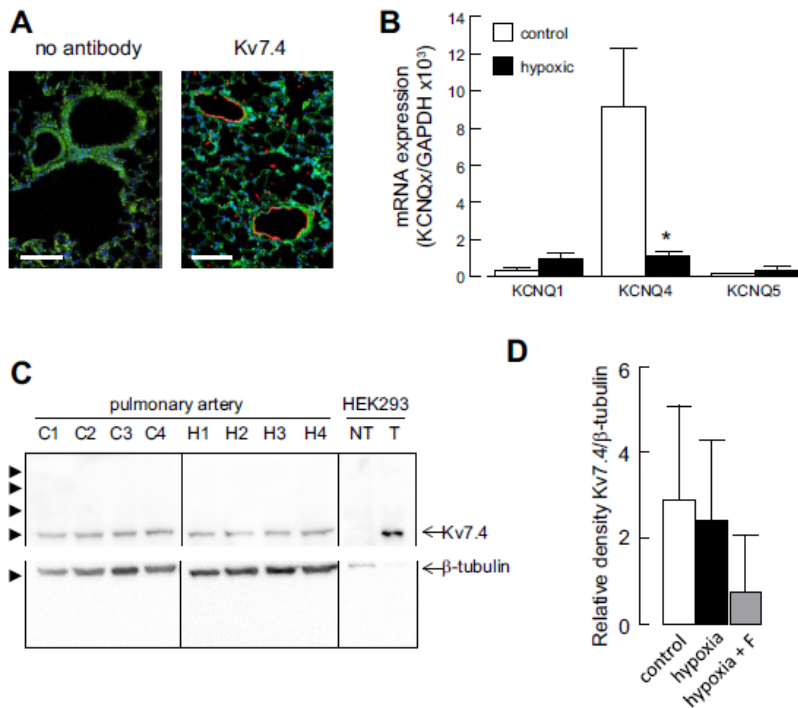 A
no antibody
Kv7.4
B
mRNA expression
(KCNQx/GAPDH x10³)
14
12
10
8
6
4
2
0
control
hypoxic
*
KCNQ1
KCNQ4
KCNQ5
C
pulmonary artery
HEK293
C1 C2 C3 C4 H1 H2 H3 H4 NT T
Kv7.4
β-tubulin
D
Relative density Kv7.4/β-tubulin
6
4
2
0
control
hypoxia
hypoxia + F